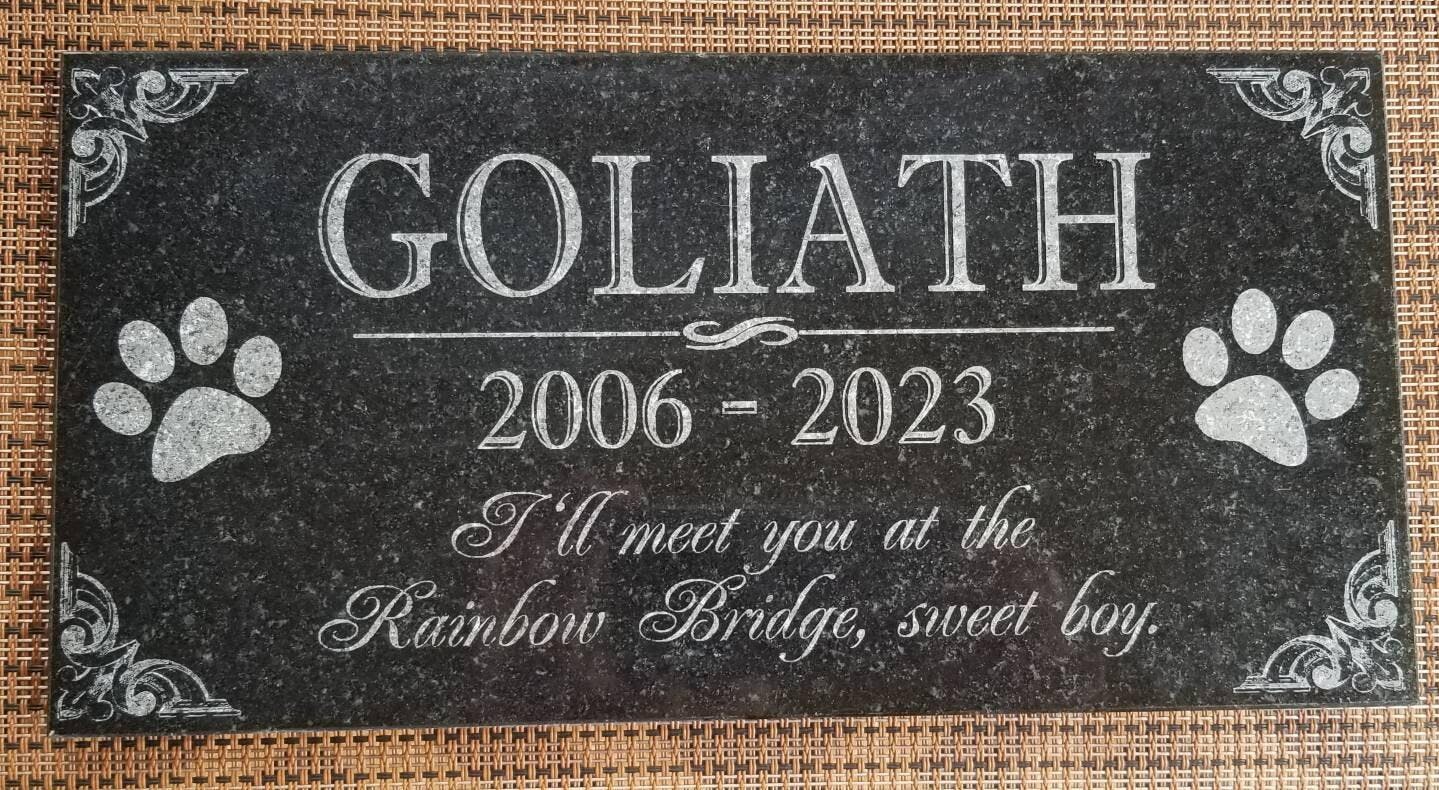 GOLIATH
2006 - 2023
I'll meet you at the
Rainbow Bridge, sweet boy.